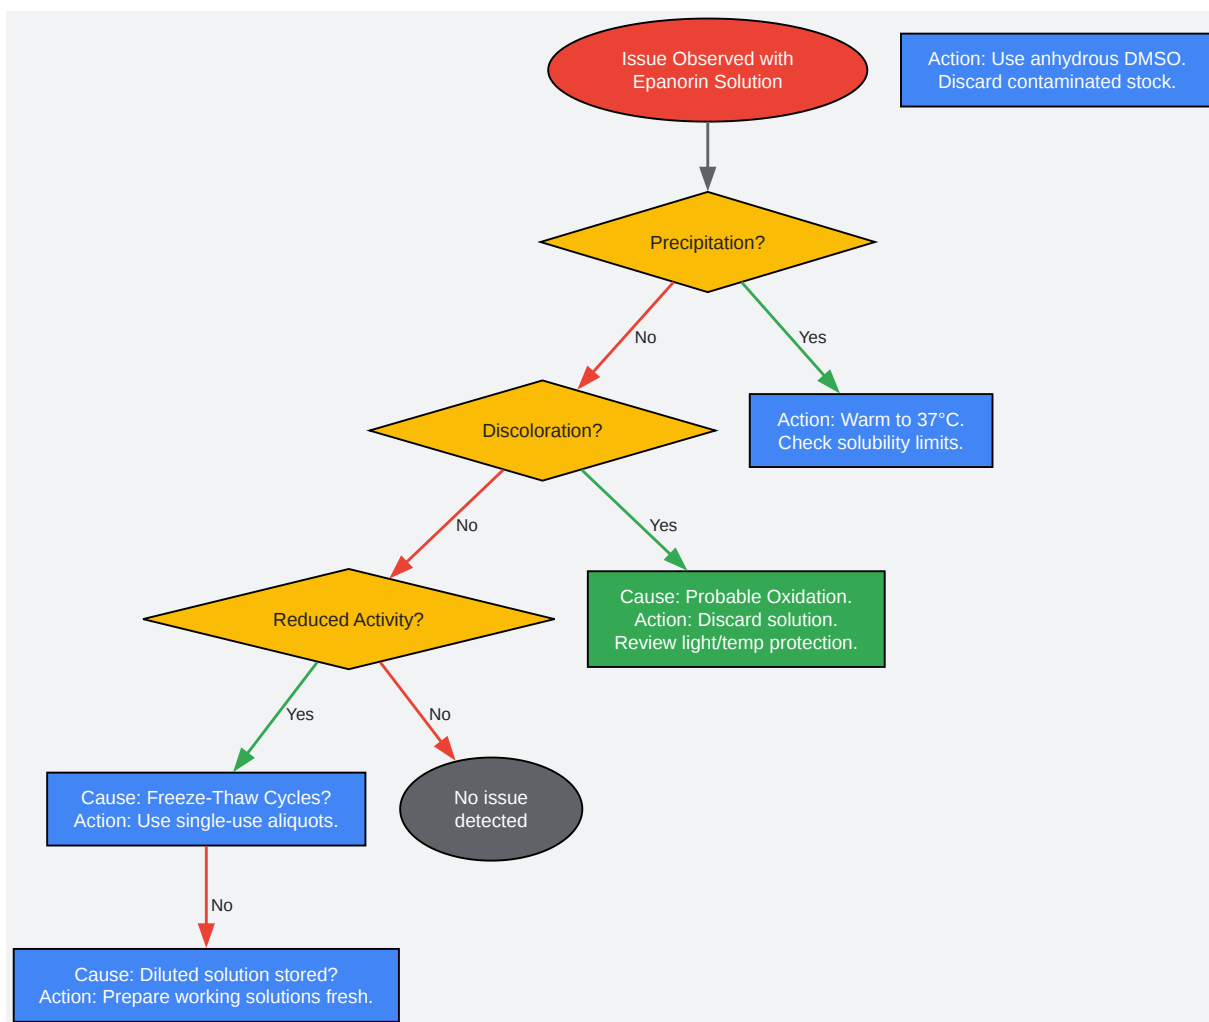 Issue Observed with
Epanorin Solution
Action: Use anhydrous DMSO.
Discard contaminated stock.
Precipitation?
No
Yes
Discoloration?
Action: Warm to 37°C.
Check solubility limits.
No
Yes
Reduced Activity?
Cause: Probable Oxidation.
Action: Discard solution.
Review light/temp protection.
Yes
No
Cause: Freeze-Thaw Cycles?
Action: Use single-use aliquots.
No issue
detected
No
Cause: Diluted solution stored?
Action: Prepare working solutions fresh.